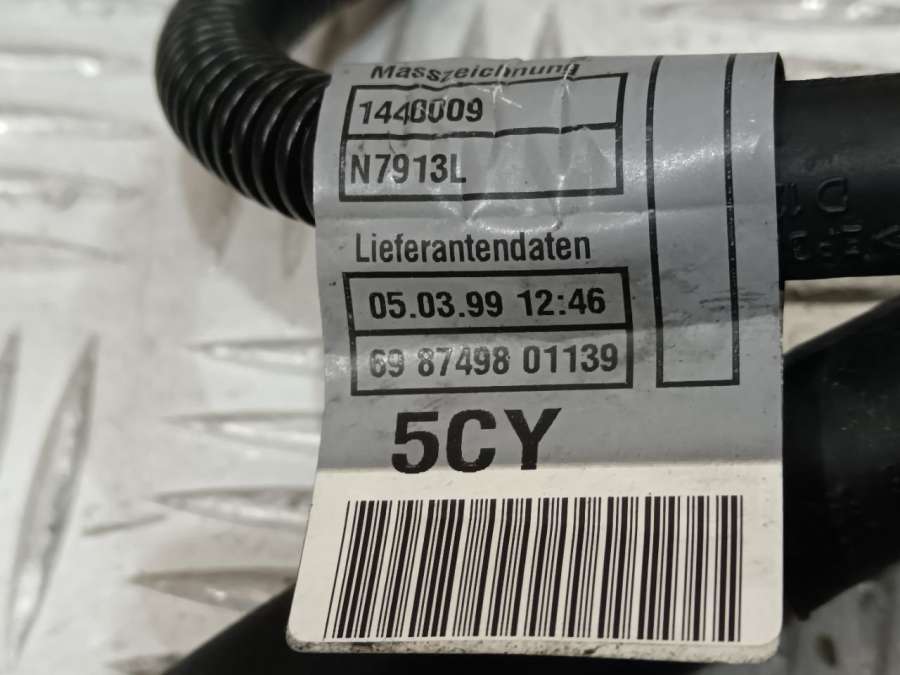 Masszeichnung
1440009
N7913L
Lieferantendaten
05.03.99 12:46
69 87498 01139
5CY